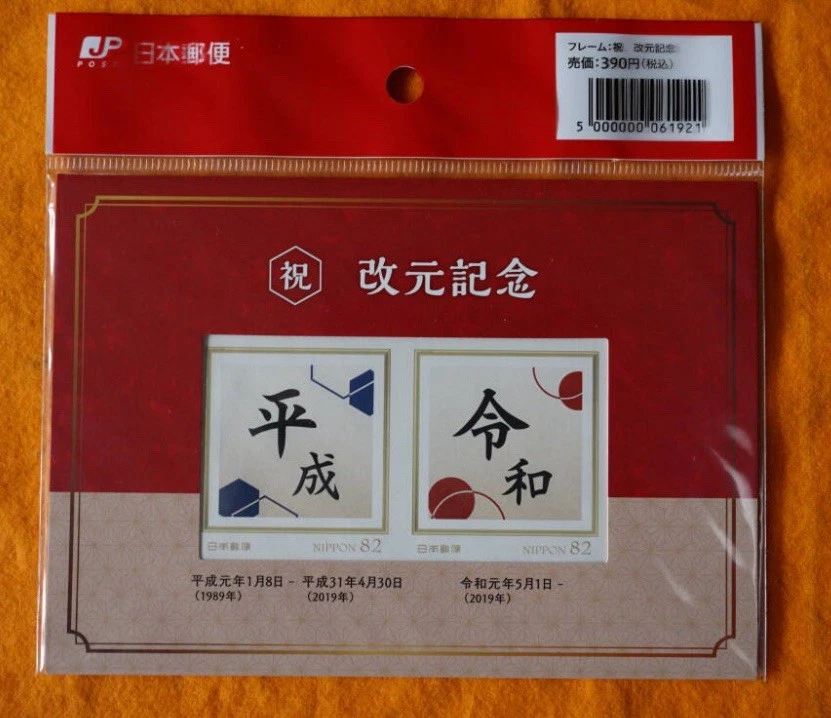 JP
POST
日本郵便
フレーム:祝 改元記念
売価:390円(税込)
5 000000 061921
祝 改元記念
平成
令和
日本郵便 NIPPON 82
日本郵便 NIPPON 82
平成元年1月8日 – 平成31年4月30日
(1989年) (2019年)
令和元年5月1日 –
(2019年)